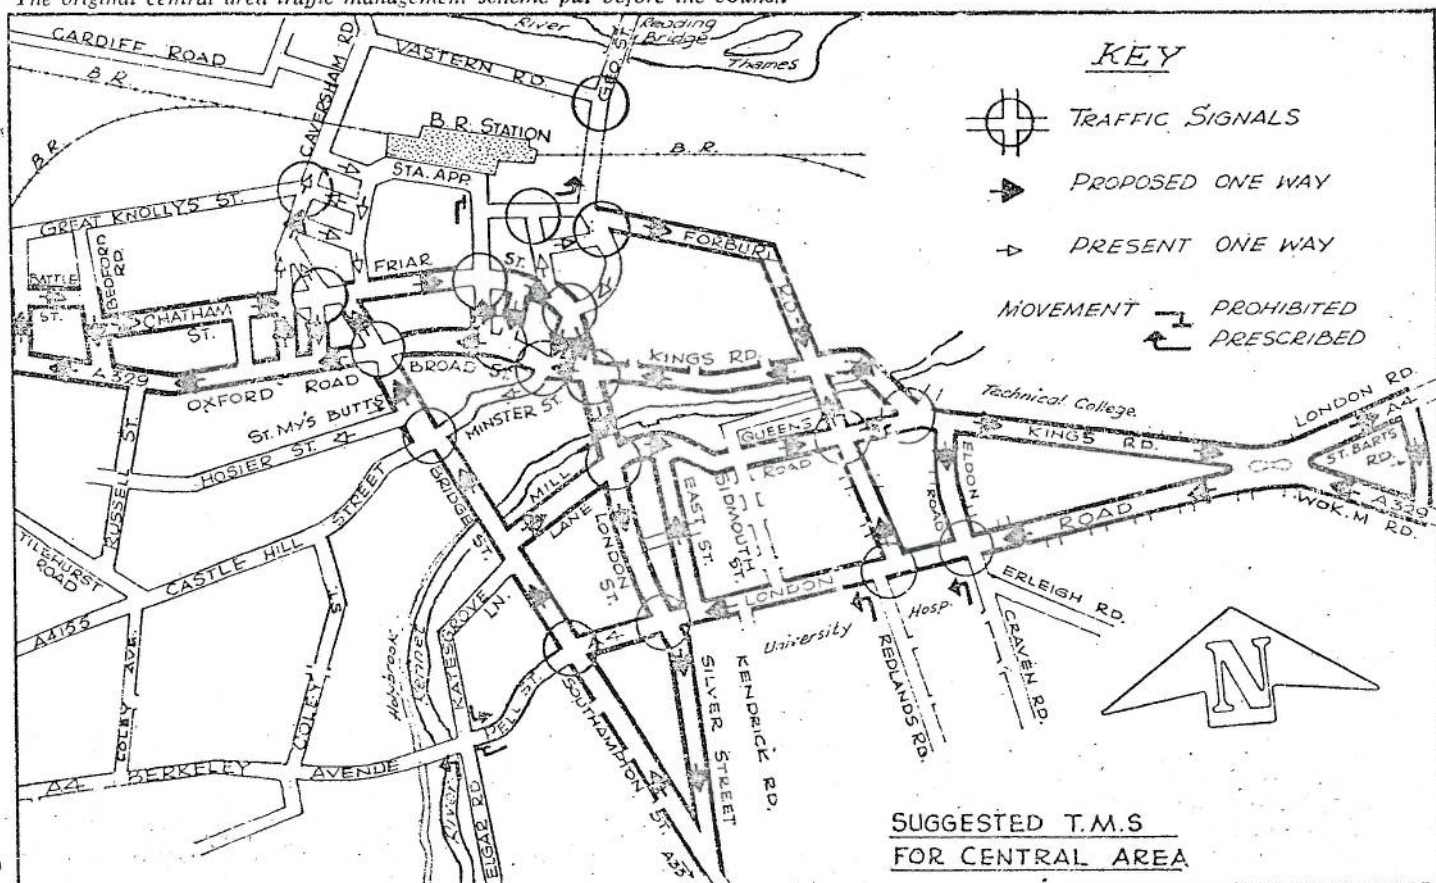 The original central area traffic management scheme put before the council
CARDIFF ROAD
B.R.
CAVERSHAM RD
VASTERN RD.
River
Reading
Bridge
Thames
GEO. ST.
B.R. STATION
B.R.
B.R.
STA. APP.
GREAT KNOLLYS ST.
BEDFORD
RD.
BATTLE
ST.
CHATHAM
ST.
FRIAR
ST.
FORBURY
RD.
A329
OXFORD
ROAD
BROAD
ST.
KINGS RD.
ST. MY'S BUTTS
MINSTER ST.
HOSIER ST.
RUSSELL ST.
CASTLE HILL
STREET
TILEHURST
ROAD
A4155
COLEY AVE.
COLEY
ST.
A4
BERKELEY
AVENUE
BRIDGE
ST.
MILL
LANE
LONDON
ST.
EAST ST.
SIDMOUTH
ST.
QUEENS
ROAD
ELDON
ROAD
Technical College
KINGS RD.
LONDON RD.
A4
ST. BARTS
RD.
A329
WOK.M RD.
LONDON
ROAD
ERLEIGH RD.
CRAVEN RD.
Hosp.
REDLANDS RD.
University
KENDRICK RD.
SILVER STREET
A4
SOUTHAMPTON
ST.
A33
PELL ST.
KATESGROVE
LN.
Holybrook
Kennet
River
ELGAR RD
KEY
TRAFFIC SIGNALS
PROPOSED ONE WAY
PRESENT ONE WAY
MOVEMENT PROHIBITED
PRESCRIBED
N
SUGGESTED T.M.S
FOR CENTRAL AREA